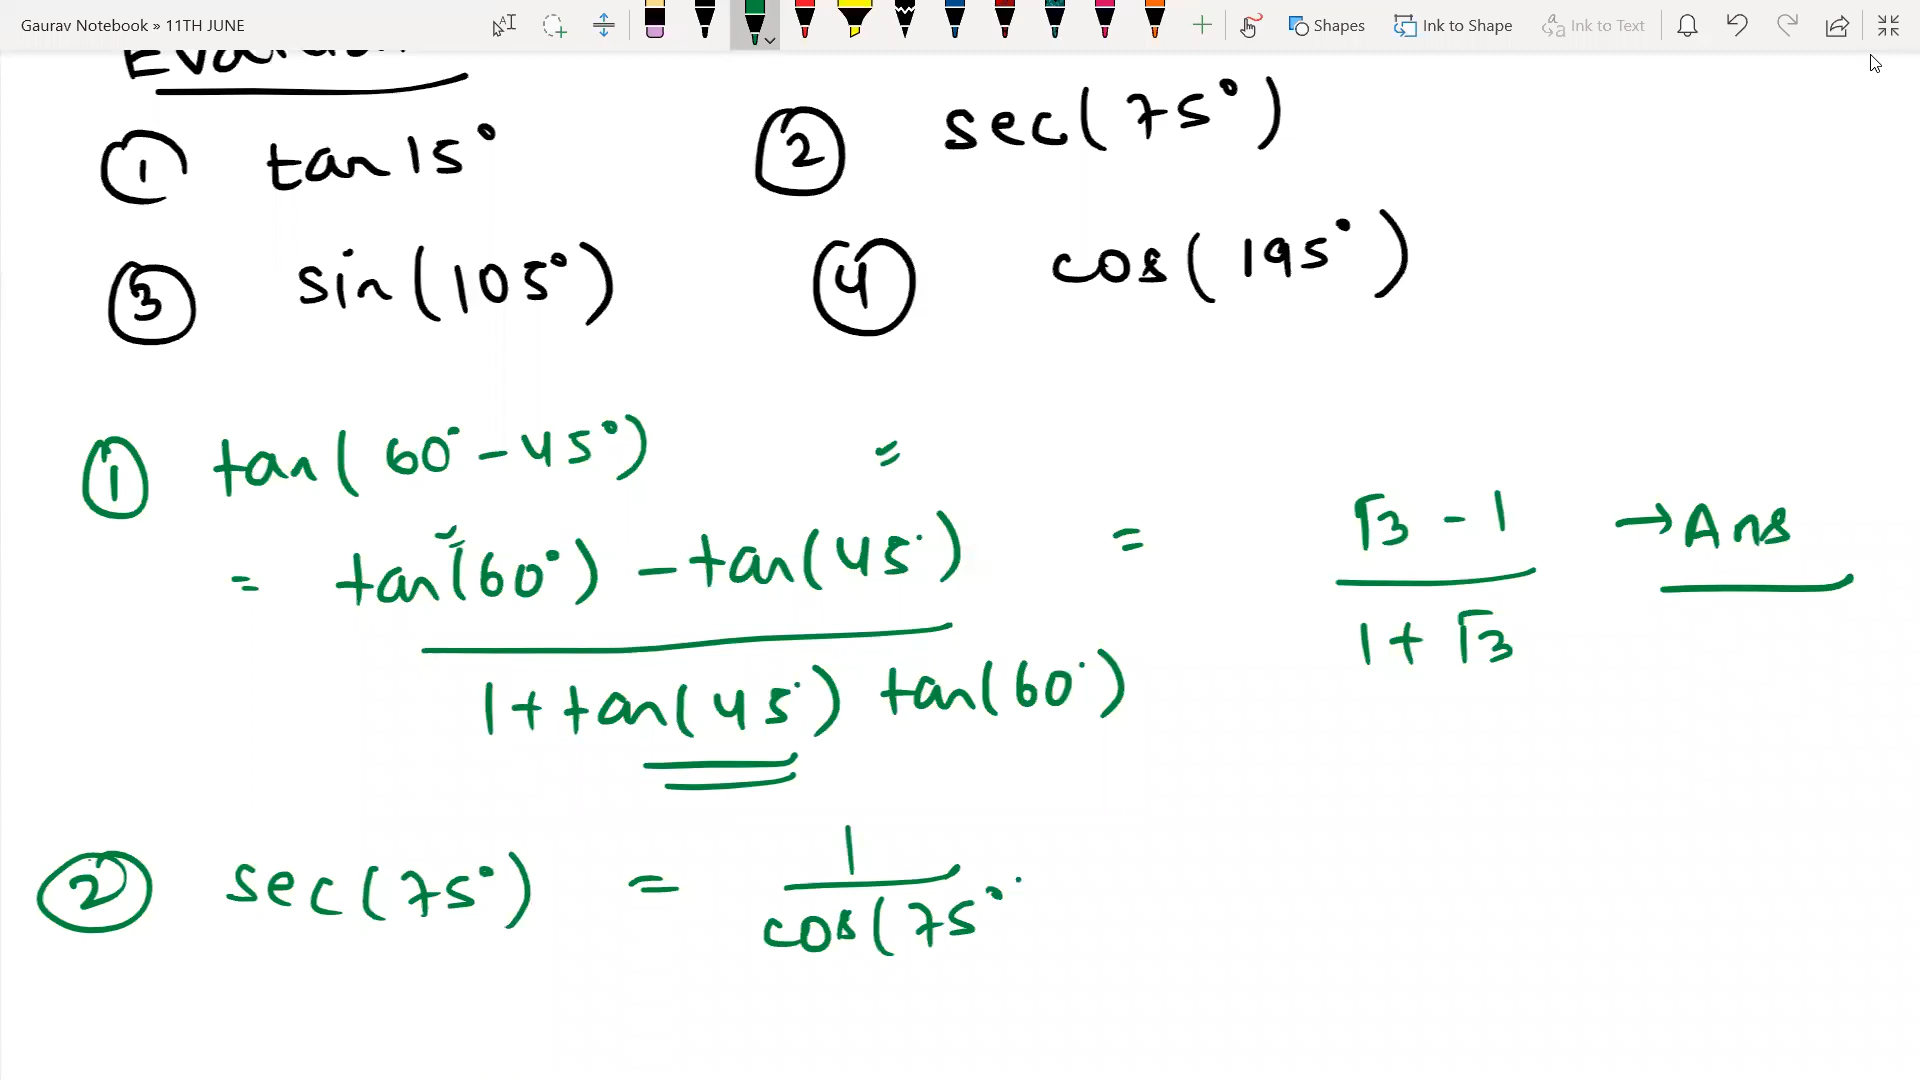 Gaurav Notebook » 11TH JUNE Shapes Ink to Shape Ink to Text
① tan 15° ② sec(75°)
③ sin(105°) ④ cos(195°)
① tan(60° - 45°) =
= tan(60°) - tan(45°) = √3 - 1 → Ans
1 + tan(45°) tan(60°) 1 + √3
② sec(75°) = 1
cos(75°